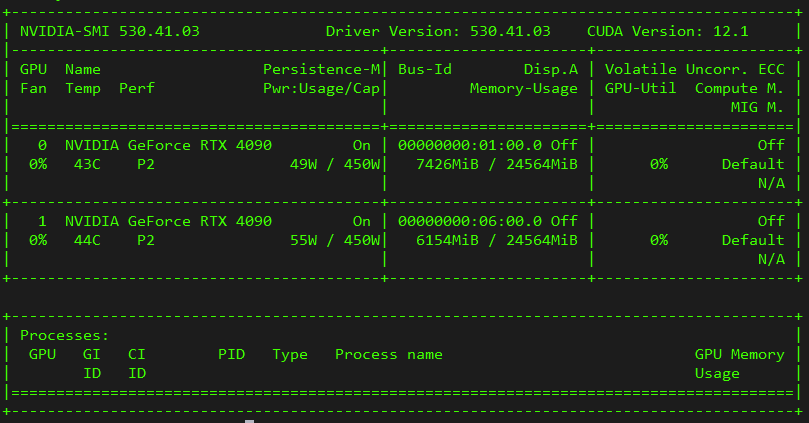 +---------------------------------------------------------------------------------------+
| NVIDIA-SMI 530.41.03              Driver Version: 530.41.03    CUDA Version: 12.1     |
|-----------------------------------------+----------------------+----------------------+
| GPU  Name                  Persistence-M| Bus-Id        Disp.A | Volatile Uncorr. ECC |
| Fan  Temp  Perf            Pwr:Usage/Cap|         Memory-Usage | GPU-Util  Compute M. |
|                                         |                      |               MIG M. |
|=========================================+======================+======================|
|   0  NVIDIA GeForce RTX 4090         On | 00000000:01:00.0 Off |                  Off |
|  0%   43C    P2              49W / 450W|   7426MiB / 24564MiB |      0%      Default |
|                                         |                      |                  N/A |
+-----------------------------------------+----------------------+----------------------+
|   1  NVIDIA GeForce RTX 4090         On | 00000000:06:00.0 Off |                  Off |
|  0%   44C    P2              55W / 450W|   6154MiB / 24564MiB |      0%      Default |
|                                         |                      |                  N/A |
+-----------------------------------------+----------------------+----------------------+
+---------------------------------------------------------------------------------------+
| Processes:                                                                            |
|  GPU   GI   CI        PID   Type   Process name                            GPU Memory |
|        ID   ID                                                             Usage      |
|=======================================================================================|
+---------------------------------------------------------------------------------------+